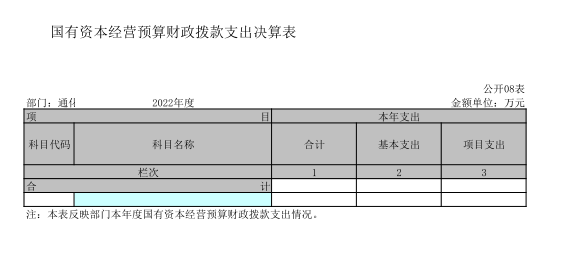 国有资本经营预算财政拨款支出决算表
公开08表
部门：通 2022年度 金额单位：万元
项 目 本年支出
科目代码 科目名称 合计 基本支出 项目支出
栏次 1 2 3
合 计
注：本表反映部门本年度国有资本经营预算财政拨款支出情况。